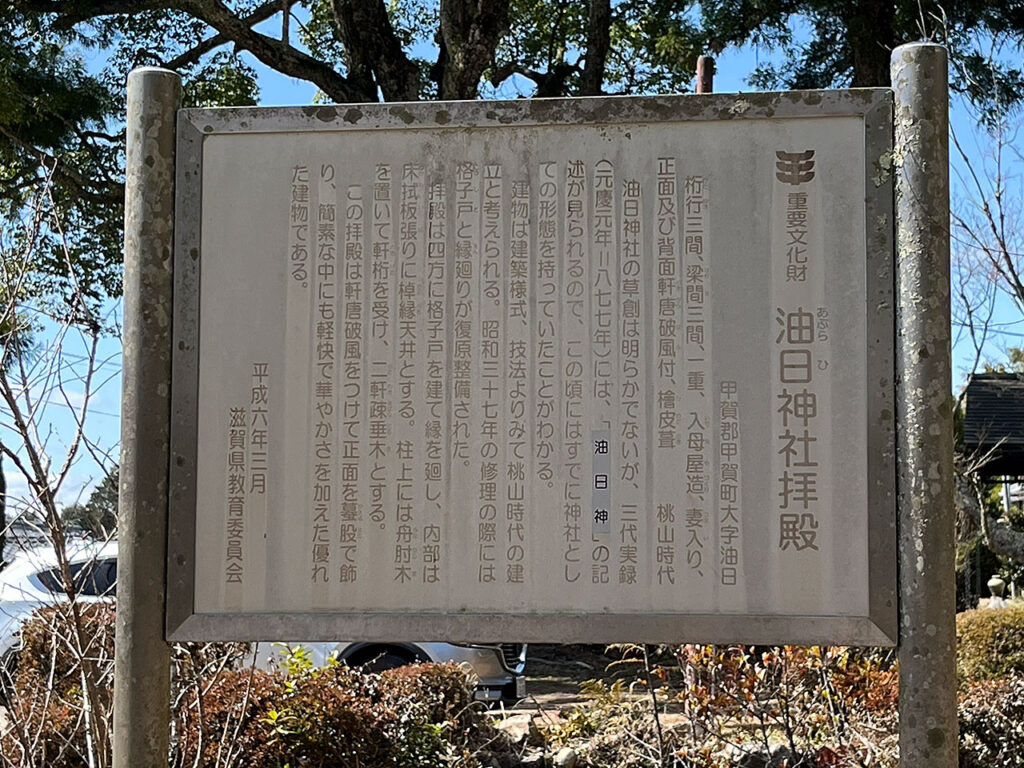 重要文化財 油日神社拝殿
あぶら ひ
甲賀郡甲賀町大字油日
桁行三間、梁間三間、一重、入母屋造、妻入り、
正面及び背面軒唐破風付、檜皮葺 桃山時代
油日神社の草創は明らかでないが、三代実録
(元慶元年=八七七年)には、「油日神」の記
述が見られるので、この頃にはすでに神社とし
ての形態を持っていたことがわかる。
建物は建築様式、技法よりみて桃山時代の建
立と考えられる。昭和三十七年の修理の際には
格子戸と縁廻りが復原整備された。
拝殿は四方に格子戸を建て縁を廻し、内部は
床拭板張りに棹縁天井とする。柱上には舟肘木
を置いて軒桁を受け、二軒疎垂木とする。
この拝殿は軒唐破風をつけて正面を蟇股で飾
り、簡素な中にも軽快で華やかさを加えた優れ
た建物である。
平成六年三月
滋賀県教育委員会